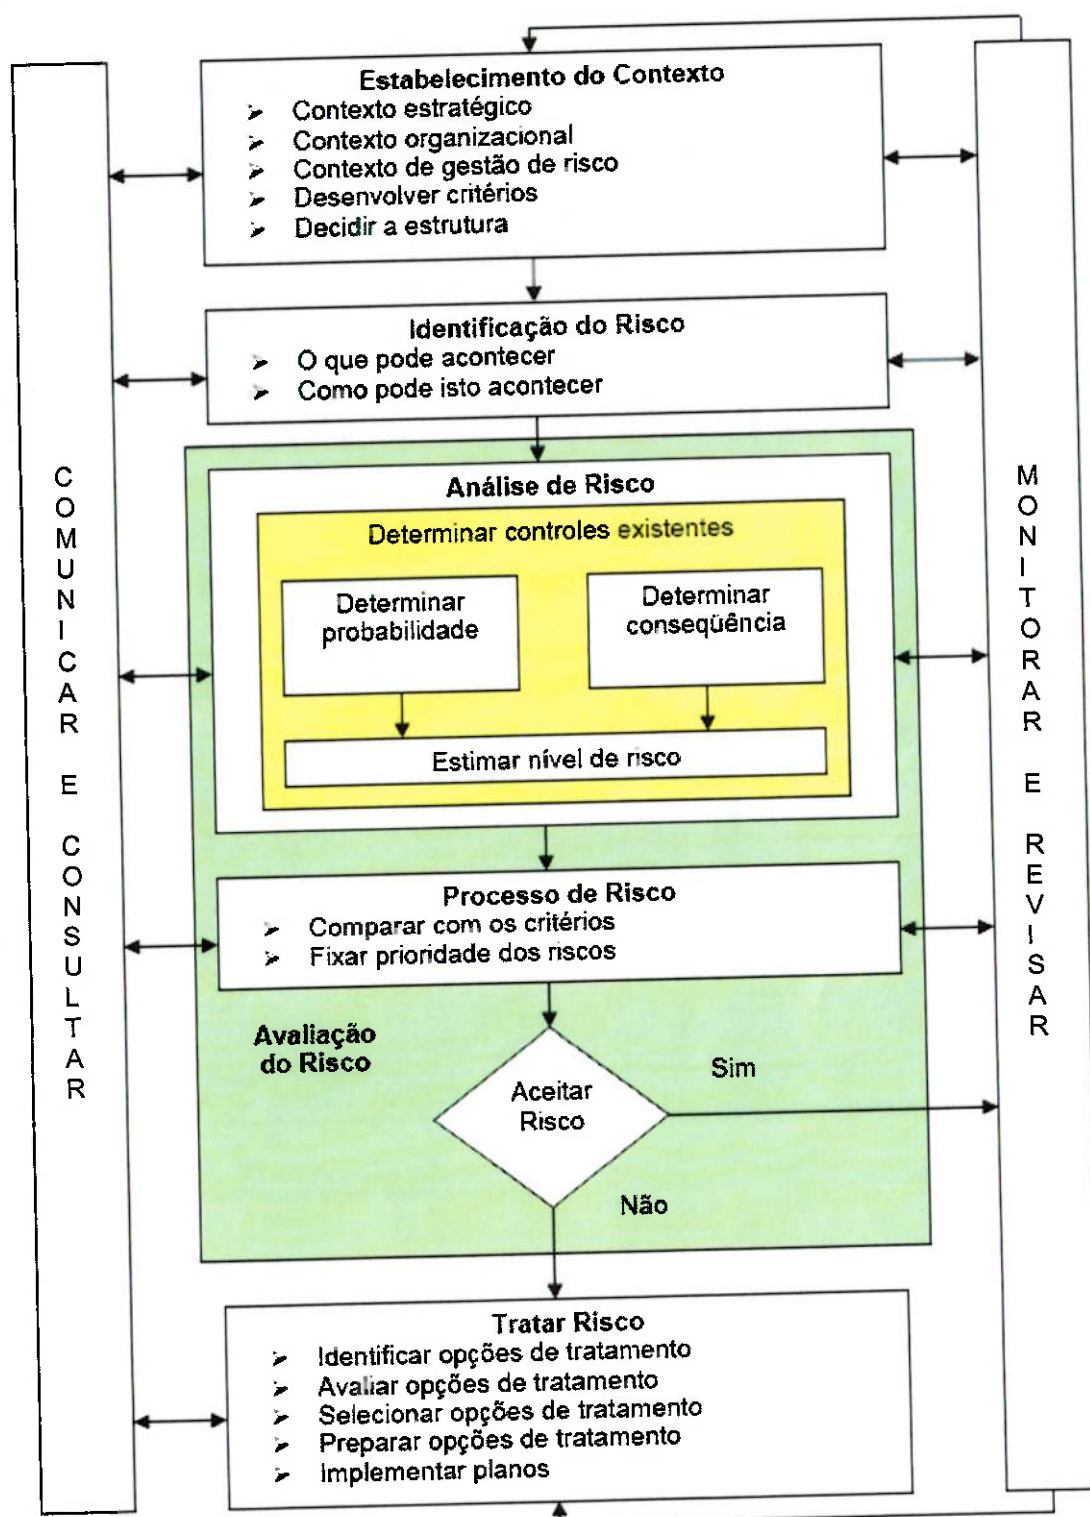 Estabelecimento do Contexto
➢ Contexto estratégico
➢ Contexto organizacional
➢ Contexto de gestão de risco
➢ Desenvolver critérios
➢ Decidir a estrutura
Identificação do Risco
➢ O que pode acontecer
➢ Como pode isto acontecer
COMUNICAR E CONSULTAR
Análise de Risco
Determinar controles existentes
Determinar
probabilidade
Determinar
conseqüência
Estimar nível de risco
Processo de Risco
➢ Comparar com os critérios
➢ Fixar prioridade dos riscos
Avaliação
do Risco
Aceitar
Risco
Sim
Não
MONITORAR E REVISAR
Tratar Risco
➢ Identificar opções de tratamento
➢ Avaliar opções de tratamento
➢ Selecionar opções de tratamento
➢ Preparar opções de tratamento
➢ Implementar planos